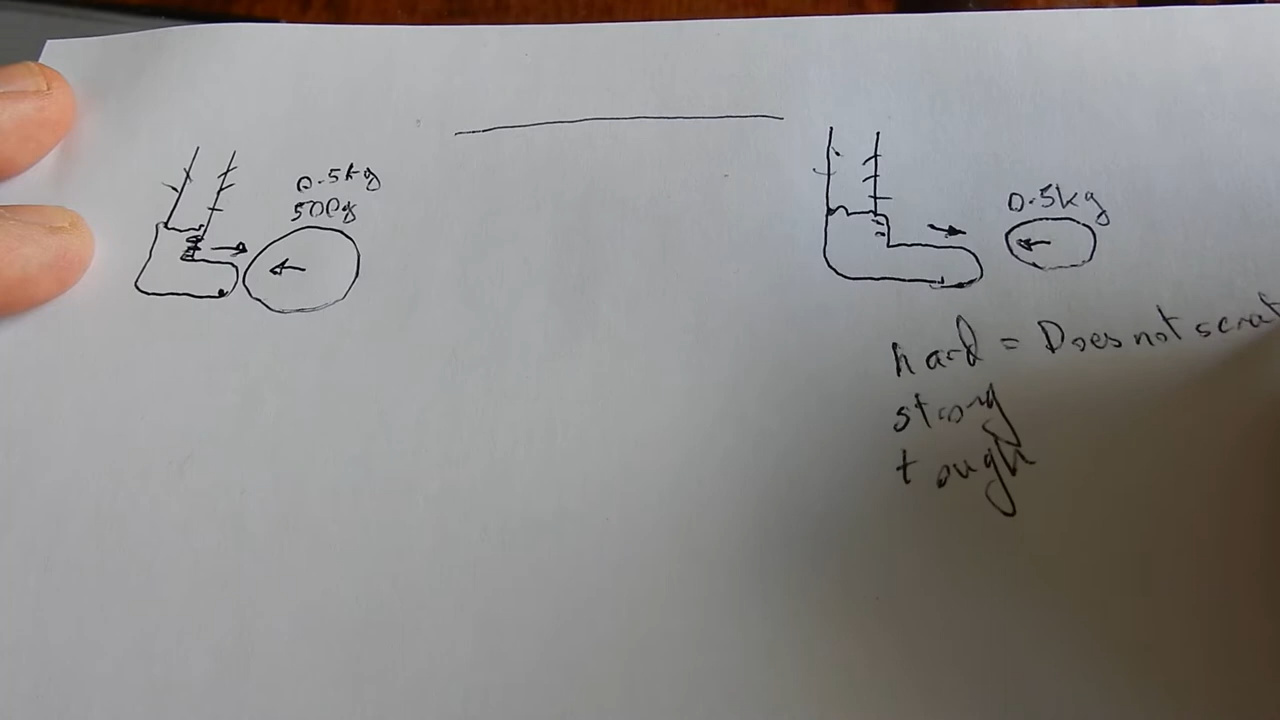 0.5kg
500g
0.5kg
hard = Does not scrat
strong
tough